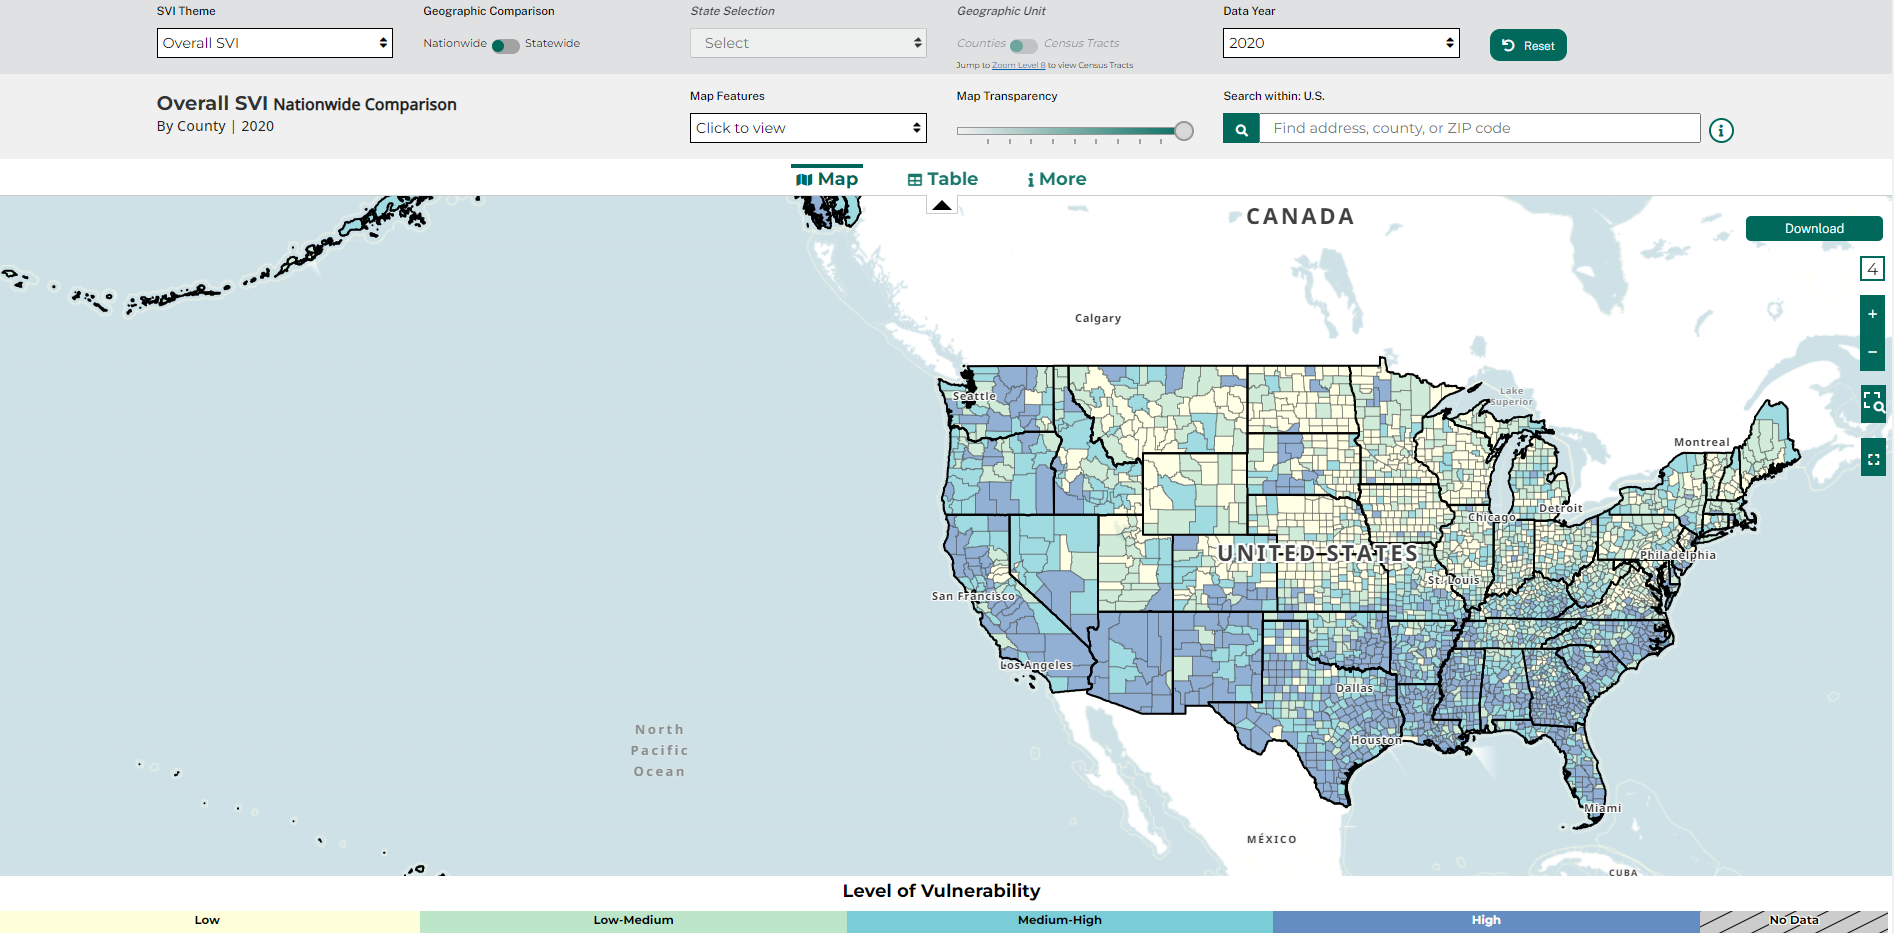 SVI Theme
Geographic Comparison
State Selection
Geographic Unit
Data Year
Overall SVI
Nationwide
Statewide
Select
Counties
Census Tracts
2020
Reset
Jump to Zoom Level 8 to view Census Tracts
Overall SVI Nationwide Comparison
By County | 2020
Map Features
Map Transparency
Search within: U.S.
Click to view
Find address, county, or ZIP code
Map
Table
More
CANADA
Download
4
Calgary
Seattle
Lake
Superior
Montreal
Chicago
Detroit
UNITED STATES
Philadelphia
St. Louis
San Francisco
Los Angeles
Dallas
North
Pacific
Ocean
Houston
Miami
MÉXICO
CUBA
Level of Vulnerability
Low
Low-Medium
Medium-High
High
No Data